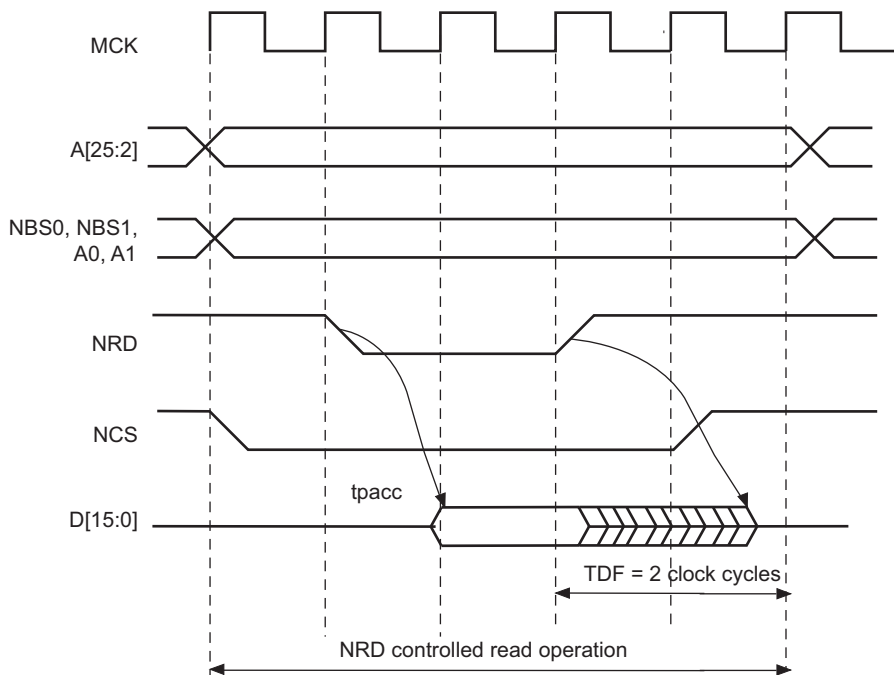 MCK
A[25:2]
NBS0, NBS1,
A0, A1
NRD
NCS
tpacc
D[15:0]
TDF = 2 clock cycles
NRD controlled read operation